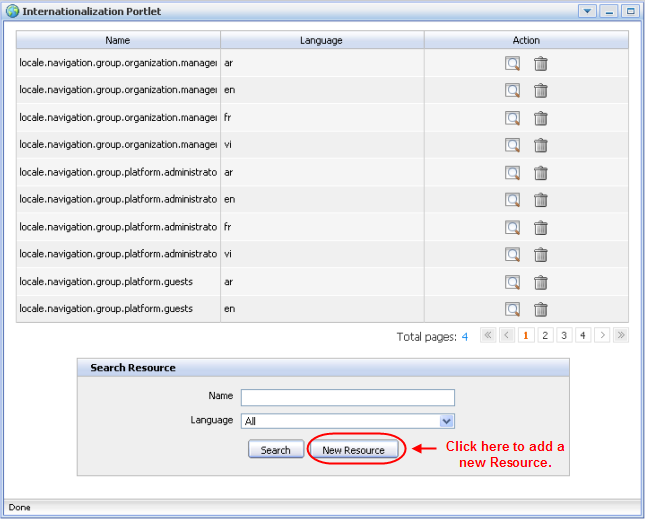 Internationalization Portlet
Name Language Action
locale.navigation.group.organization.manager ar
locale.navigation.group.organization.manager en
locale.navigation.group.organization.manager fr
locale.navigation.group.organization.manager vi
locale.navigation.group.platform.administrato ar
locale.navigation.group.platform.administrato en
locale.navigation.group.platform.administrato fr
locale.navigation.group.platform.administrato vi
locale.navigation.group.platform.guests ar
locale.navigation.group.platform.guests en
Total pages: 4 « < 1 2 3 4 > »
Search Resource
Name
Language All
Search New Resource
Click here to add a
new Resource.
Done